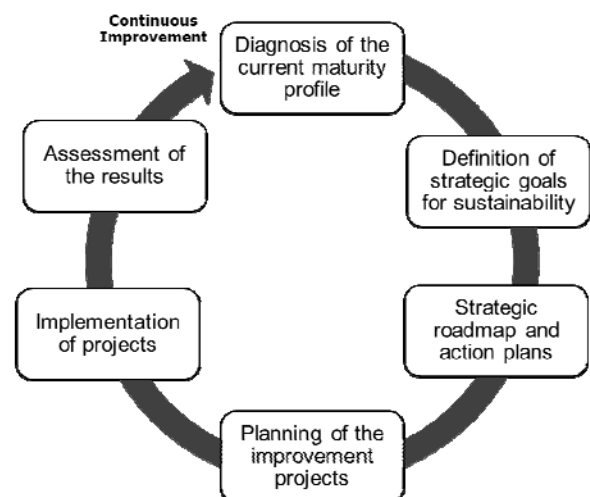 Continuous
Improvement
Diagnosis of the
current maturity
profile
Definition of
strategic goals
for sustainability
Strategic
roadmap and
action plans
Planning of the
improvement
projects
Implementation
of projects
Assessment of
the results